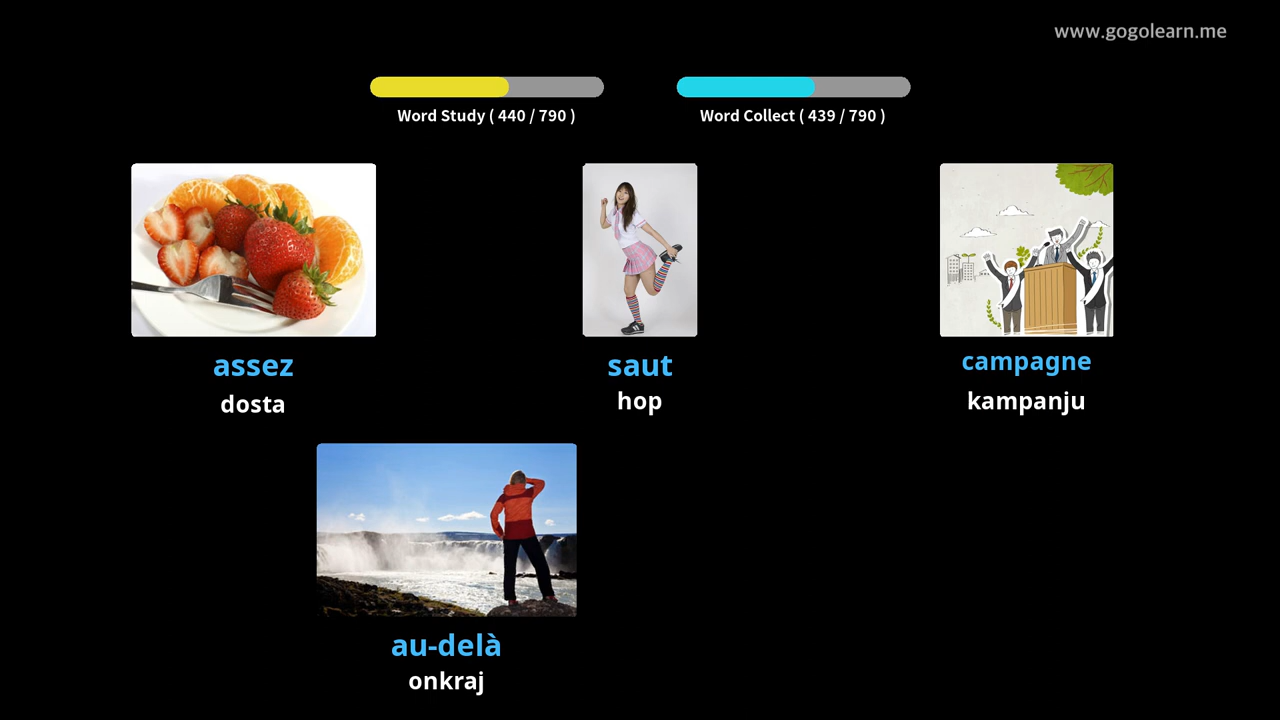 www.gogolearn.me
Word Study ( 440 / 790 )
Word Collect ( 439 / 790 )
assez
dosta
saut
hop
campagne
kampanju
au-delà
onkraj